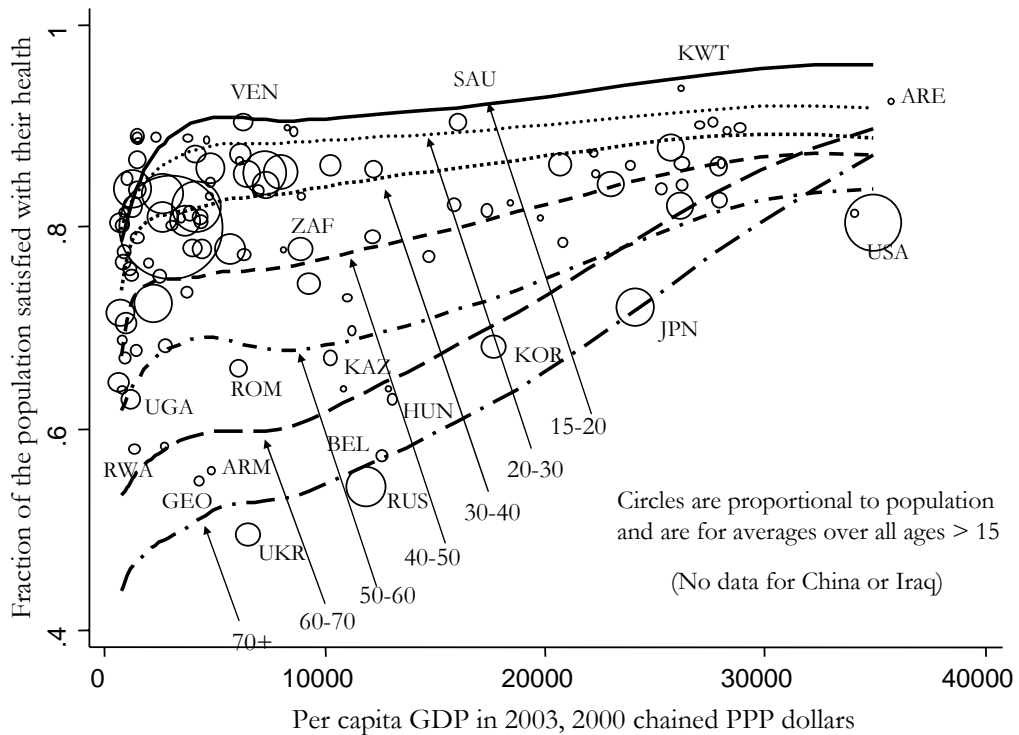 Fraction of the population satisfied with their health
1
.8
.6
.4
KWT
SAU
VEN
ARE
ZAF
USA
JPN
KOR
KAZ
ROM
UGA
HUN
15-20
BEL
20-30
RWA
ARM
GEO
RUS
30-40
Circles are proportional to population
and are for averages over all ages > 15
UKR
40-50
(No data for China or Iraq)
50-60
60-70
70+
0
10000
20000
30000
40000
Per capita GDP in 2003, 2000 chained PPP dollars